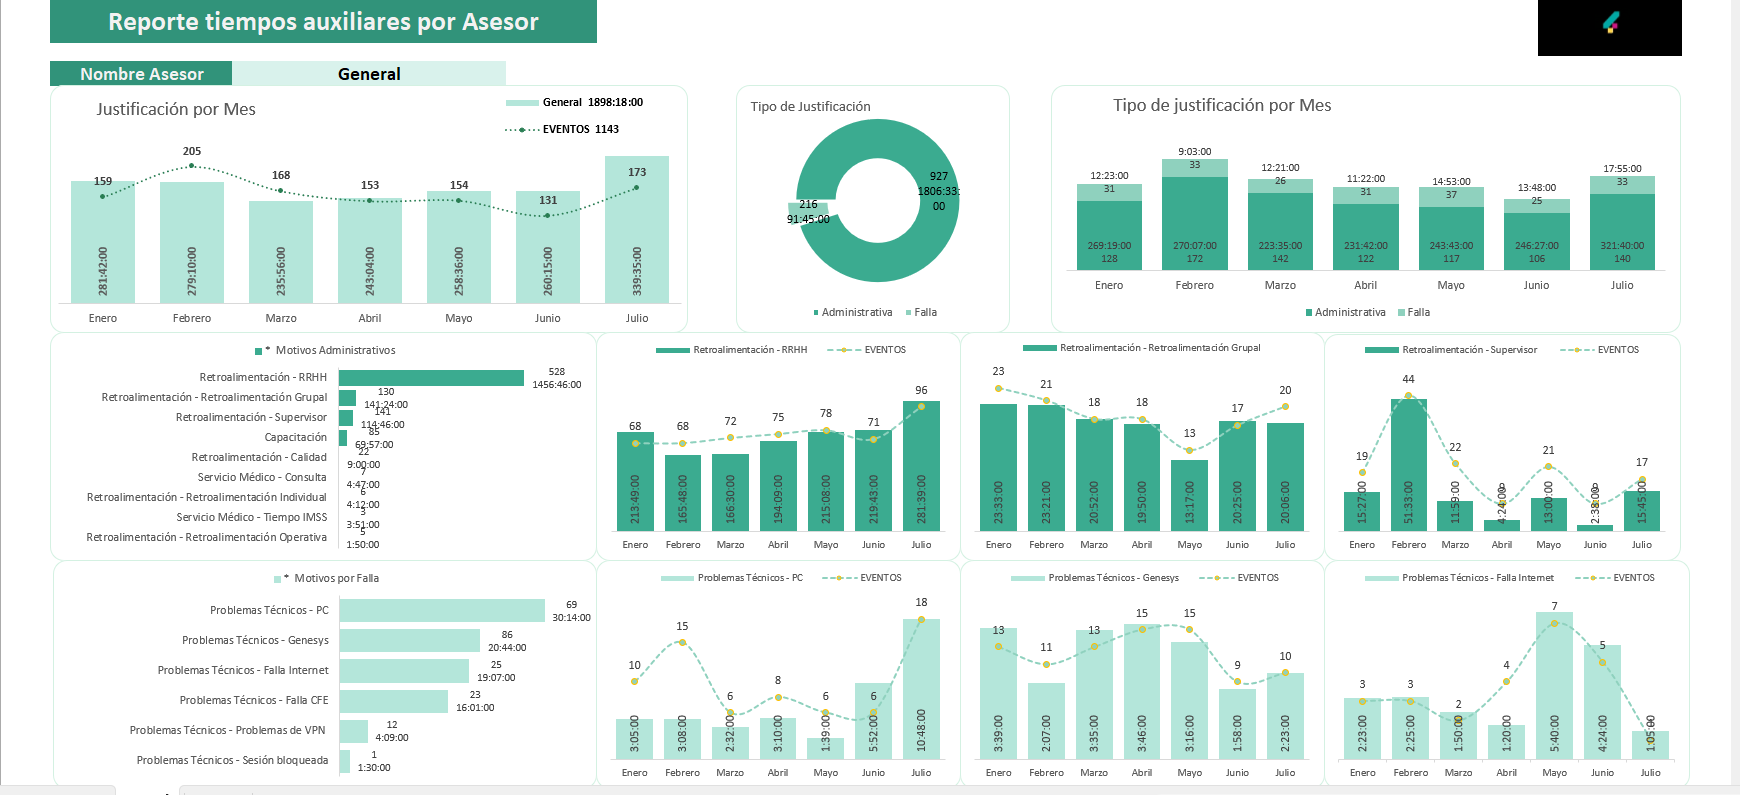 Reporte tiempos auxiliares por Asesor
Nombre Asesor
General
Justificación por Mes
General 1898:18:00
EVENTOS 1143
159
205
168
153
154
131
173
281:42:00
279:10:00
235:56:00
243:04:00
258:36:00
260:15:00
339:35:00
Enero
Febrero
Marzo
Abril
Mayo
Junio
Julio
Tipo de Justificación
927
1806:33:
00
216
91:45:00
Administrativa
Falla
Tipo de justificación por Mes
12:23:00
31
9:03:00
33
12:21:00
26
11:22:00
31
14:53:00
37
13:48:00
25
17:55:00
33
269:19:00
128
270:07:00
172
223:35:00
142
231:42:00
122
243:43:00
117
246:27:00
106
321:40:00
140
Enero
Febrero
Marzo
Abril
Mayo
Junio
Julio
Administrativa
Falla
* Motivos Administrativos
Retroalimentación - RRHH
528
1456:46:00
Retroalimentación - Retroalimentación Grupal
130
141:24:00
Retroalimentación - Supervisor
141
114:46:00
Capacitación
85
69:57:00
Retroalimentación - Calidad
22
9:00:00
Servicio Médico - Consulta
7
4:47:00
Retroalimentación - Retroalimentación Individual
6
4:12:00
Servicio Médico - Tiempo IMSS
3
3:51:00
Retroalimentación - Retroalimentación Operativa
5
1:50:00
Retroalimentación - RRHH
EVENTOS
68
68
72
75
78
71
96
213:49:00
165:48:00
166:30:00
194:09:00
215:08:00
219:43:00
281:39:00
Enero
Febrero
Marzo
Abril
Mayo
Junio
Julio
Retroalimentación - Retroalimentación Grupal
23
21
18
18
13
17
20
23:33:00
23:21:00
20:52:00
19:50:00
13:17:00
20:25:00
20:06:00
Enero
Febrero
Marzo
Abril
Mayo
Junio
Julio
Retroalimentación - Supervisor
EVENTOS
19
44
22
9
21
9
17
15:27:00
51:33:00
11:59:00
4:24:00
13:00:00
2:38:00
15:45:00
Enero
Febrero
Marzo
Abril
Mayo
Junio
Julio
* Motivos por Falla
Problemas Técnicos - PC
69
30:14:00
Problemas Técnicos - Genesys
86
20:44:00
Problemas Técnicos - Falla Internet
25
19:07:00
Problemas Técnicos - Falla CFE
23
16:01:00
Problemas Técnicos - Problemas de VPN
12
4:09:00
Problemas Técnicos - Sesión bloqueada
1
1:30:00
Problemas Técnicos - PC
EVENTOS
10
15
6
8
6
6
18
3:05:00
3:08:00
2:32:00
3:10:00
1:39:00
5:52:00
10:48:00
Enero
Febrero
Marzo
Abril
Mayo
Junio
Julio
Problemas Técnicos - Genesys
EVENTOS
13
11
13
15
15
9
10
3:39:00
2:07:00
3:35:00
3:46:00
3:16:00
1:58:00
2:23:00
Enero
Febrero
Marzo
Abril
Mayo
Junio
Julio
Problemas Técnicos - Falla Internet
EVENTOS
3
3
2
4
7
5
2:23:00
2:25:00
1:50:00
1:20:00
5:40:00
4:24:00
1:05:00
Enero
Febrero
Marzo
Abril
Mayo
Junio
Julio